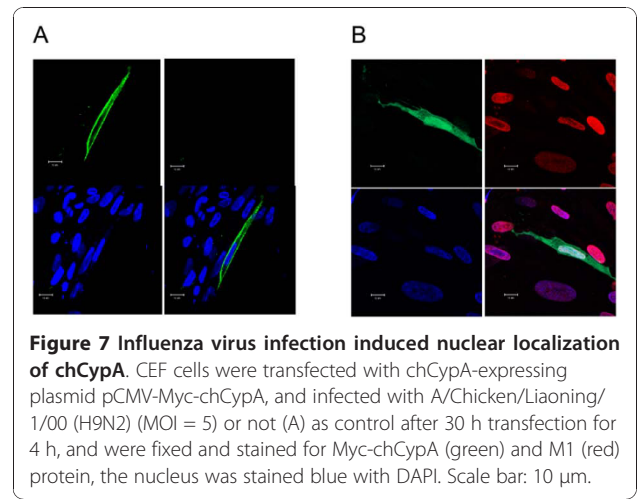 A
B
Figure 7 Influenza virus infection induced nuclear localization
of chCypA. CEF cells were transfected with chCypA-expressing
plasmid pCMV-Myc-chCypA, and infected with A/Chicken/Liaoning/
1/00 (H9N2) (MOI = 5) or not (A) as control after 30 h transfection for
4 h, and were fixed and stained for Myc-chCypA (green) and M1 (red)
protein, the nucleus was stained blue with DAPI. Scale bar: 10 μm.